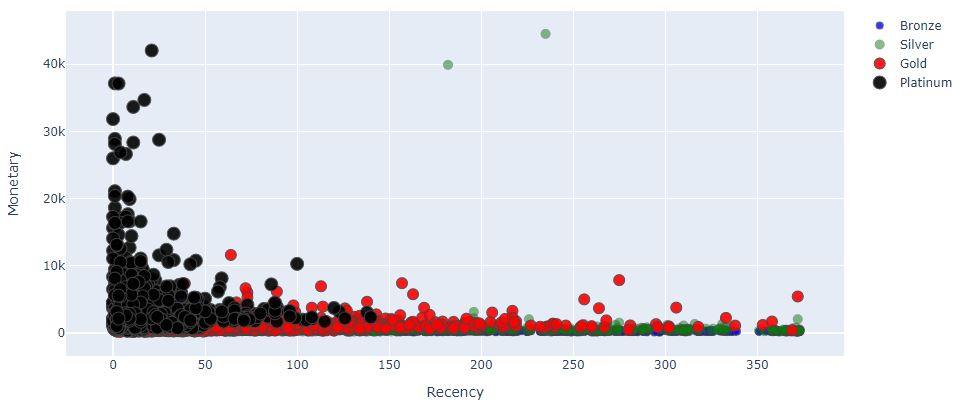 Bronze
Silver
Gold
Platinum
Monetary
40k
30k
20k
10k
0
0
50
100
150
200
250
300
350
Recency